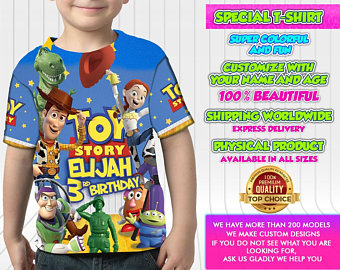 TOY
STORY
ELIJAH
3RD BIRTHDAY
TOY
STORY
SPECIAL T-SHIRT
SUPER COLORFUL
AND FUN
CUSTOMIZE WITH
YOUR NAME AND AGE
100% BEAUTIFUL
SHIPPING WORLDWIDE
EXPRESS DELIVERY
PHYSICAL PRODUCT
AVAILABLE IN ALL SIZES
100% PREMIUM
QUALITY
TOP CHOICE
WE HAVE MORE THAN 200 MODELS
WE MAKE CUSTOM DESIGNS
IF YOU DO NOT SEE WHAT YOU ARE
LOOKING FOR,
ASK US GLADLY WE HELP YOU